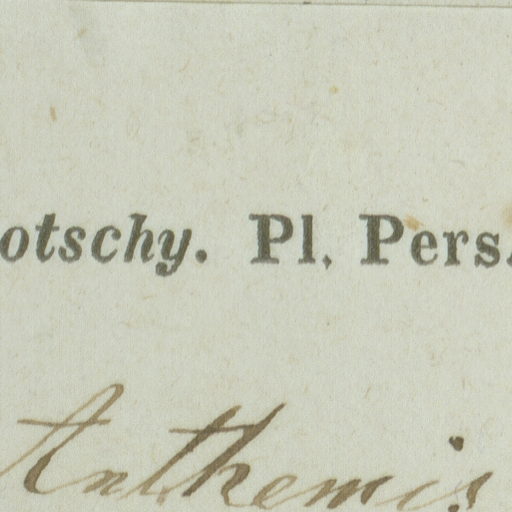 otschy. Pl. Pers.
Anthemis